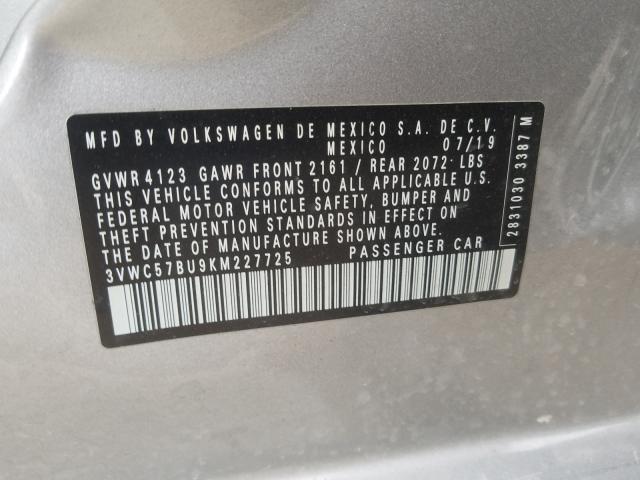 MFD BY VOLKSWAGEN DE MEXICO S.A. DE C.V.
MEXICO 07/19
GVWR 4123 GAWR FRONT 2161 / REAR 2072 LBS
THIS VEHICLE CONFORMS TO ALL APPLICABLE U.S.
FEDERAL MOTOR VEHICLE SAFETY, BUMPER AND
THEFT PREVENTION STANDARDS IN EFFECT ON
THE DATE OF MANUFACTURE SHOWN ABOVE.
3VWC57BU9KM227725 PASSENGER CAR
2831030 3387 M